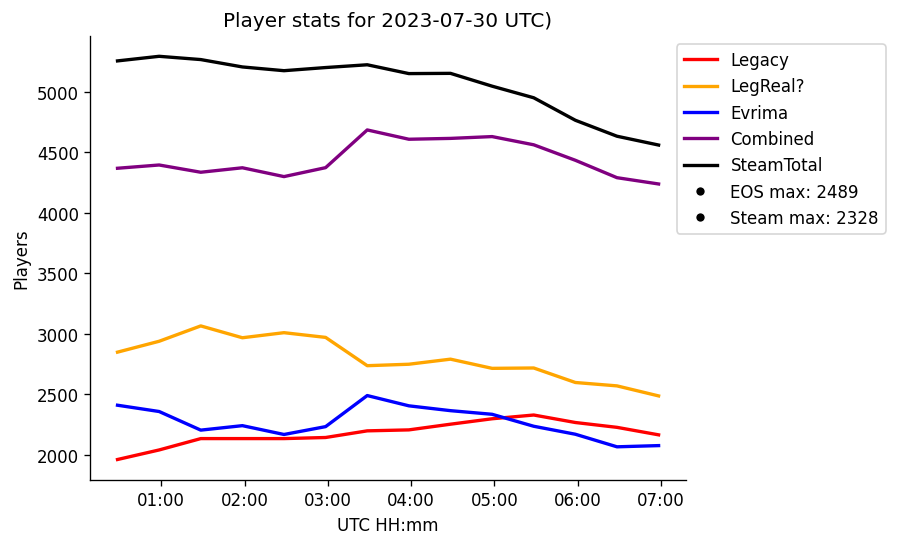 Player stats for 2023-07-30 UTC)
Legacy
LegReal?
Evrima
Combined
SteamTotal
EOS max: 2489
Steam max: 2328
Players
5000
4500
4000
3500
3000
2500
2000
01:00 02:00 03:00 04:00 05:00 06:00 07:00
UTC HH:mm